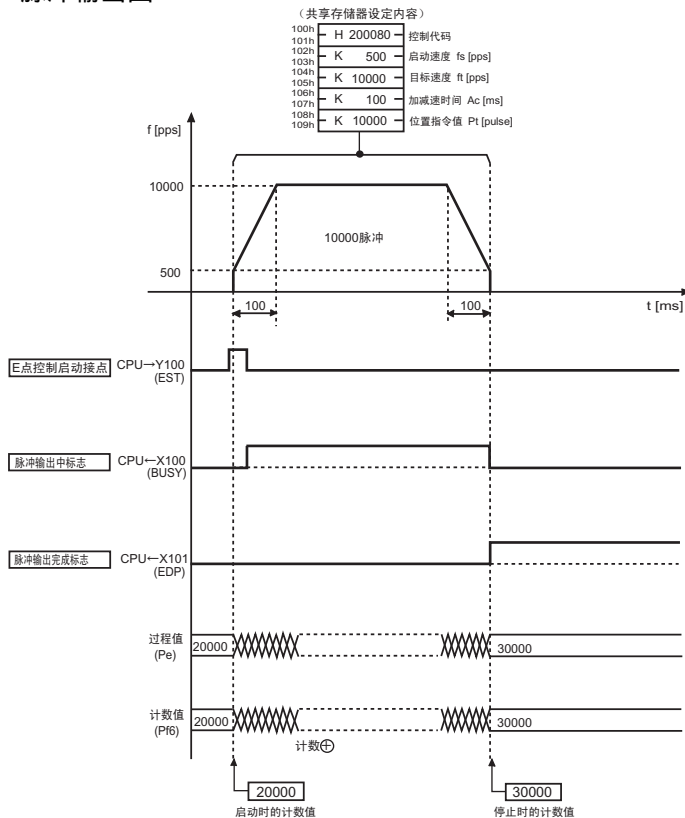 （共享存储器设定内容）
100h
101h
H 200080
控制代码
102h
103h
K 500
启动速度 fs [pps]
104h
105h
K 10000
目标速度 ft [pps]
106h
107h
K 100
加减速时间 Ac [ms]
108h
109h
K 10000
位置指令值 Pt [pulse]
f [pps]
10000
10000脉冲
500
100
100
t [ms]
E点控制启动接点
CPU→Y100
(EST)
脉冲输出中标志
CPU←X100
(BUSY)
脉冲输出完成标志
CPU←X101
(EDP)
过程值
(Pe)
20000
30000
计数值
(Pf6)
20000
30000
计数⊕
20000
启动时的计数值
30000
停止时的计数值